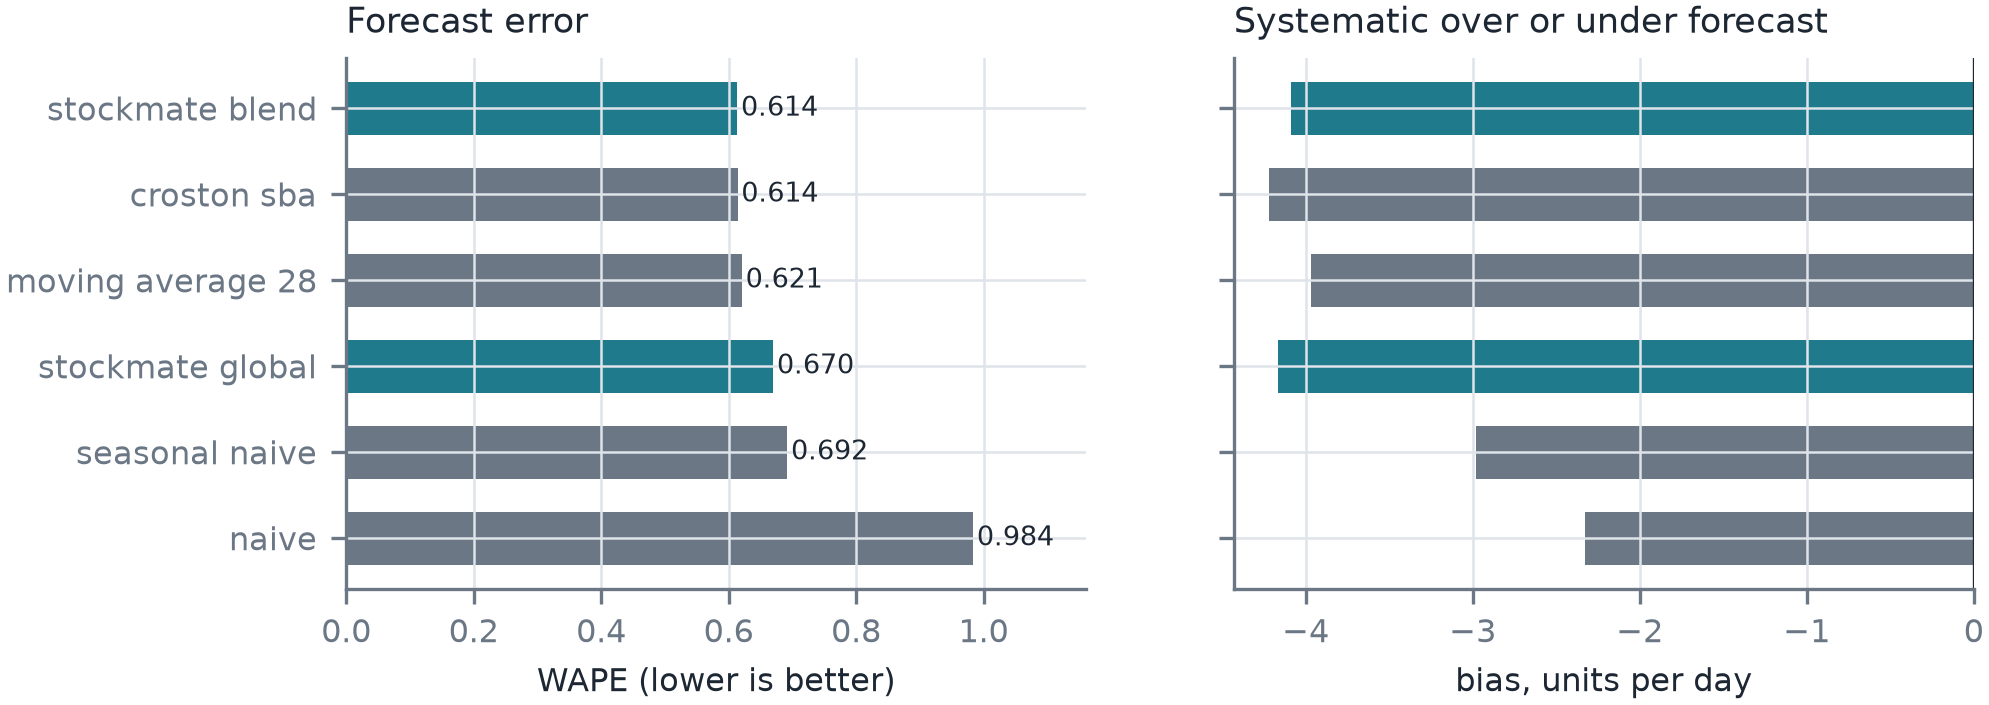 Forecast error
stockmate blend
0.614
croston sba
0.614
moving average 28
0.621
stockmate global
0.670
seasonal naive
0.692
naive
0.984
0.0 0.2 0.4 0.6 0.8 1.0
WAPE (lower is better)
Systematic over or under forecast
−4 −3 −2 −1 0
bias, units per day